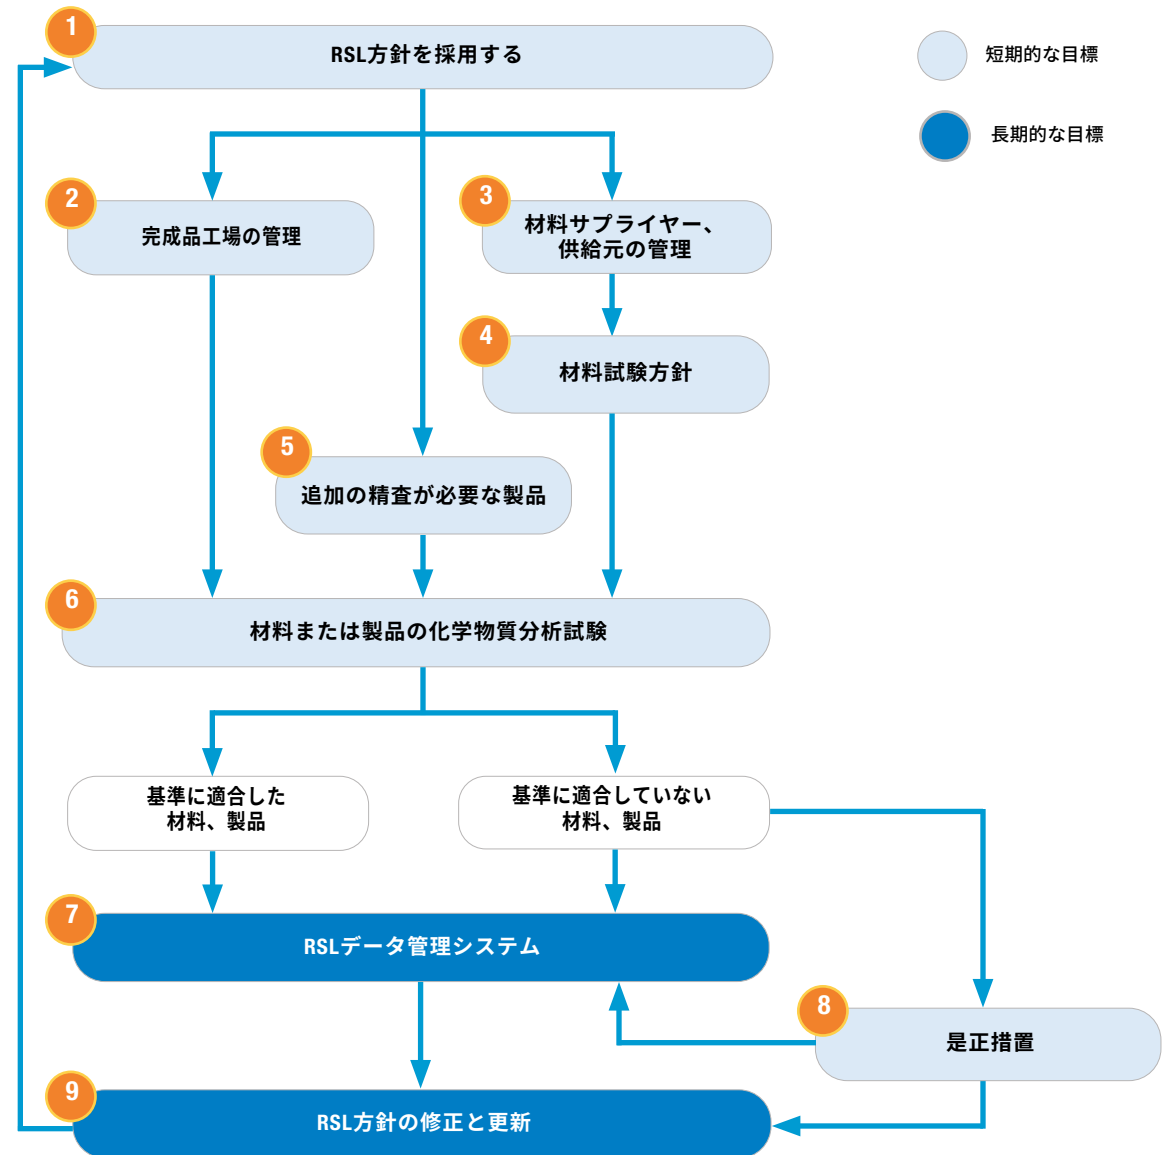 1
RSL方針を採用する
短期的な目標
長期的な目標
2
完成品工場の管理
3
材料サプライヤー、
供給元の管理
4
材料試験方針
5
追加の精査が必要な製品
6
材料または製品の化学物質分析試験
基準に適合した
材料、製品
基準に適合していない
材料、製品
7
RSLデータ管理システム
8
是正措置
9
RSL方針の修正と更新